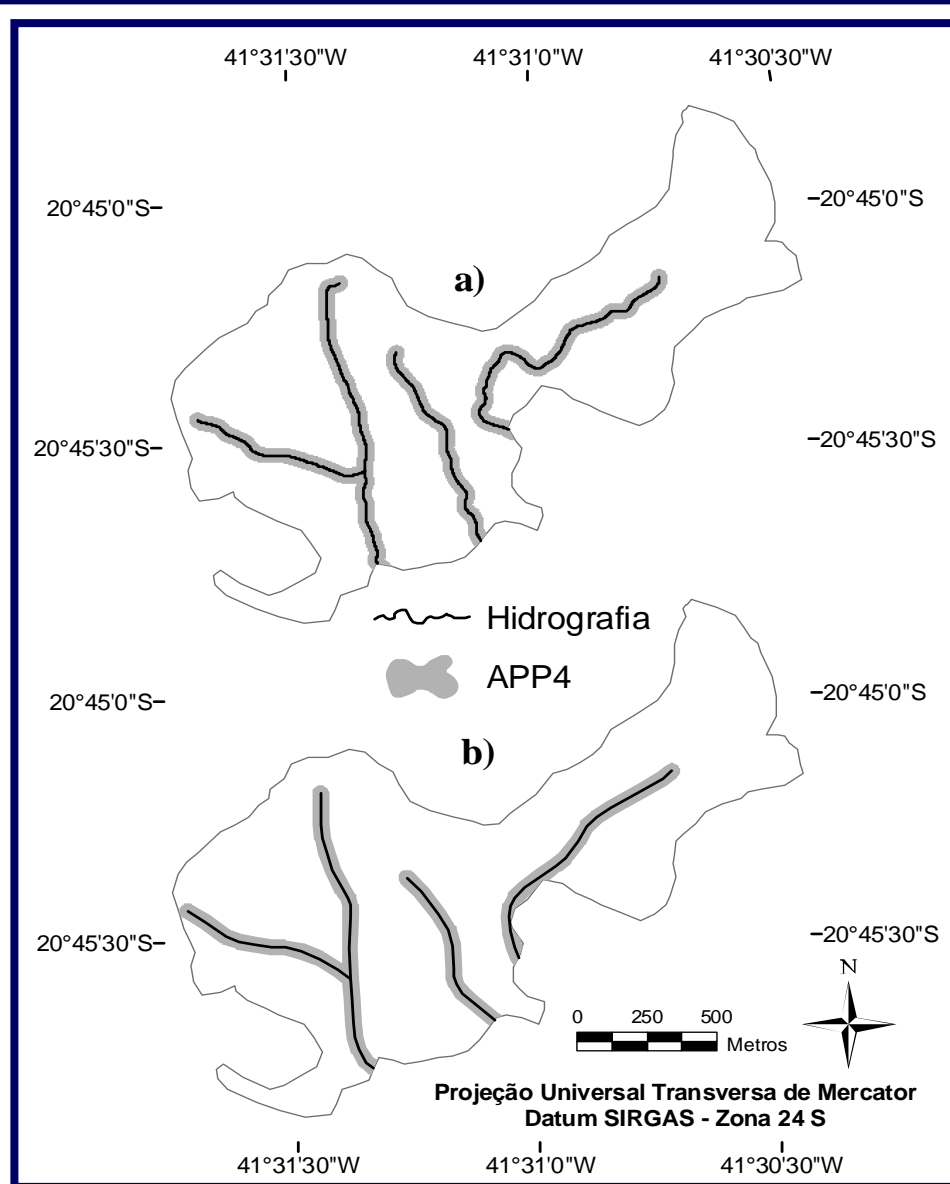 41°31'30"W 41°31'0"W 41°30'30"W
20°45'0"S 20°45'0"S
a)
20°45'30"S 20°45'30"S
Hidrografia
APP4
20°45'0"S 20°45'0"S
b)
20°45'30"S 20°45'30"S
N
0 250 500
Metros
Projeção Universal Transversa de Mercator
Datum SIRGAS - Zona 24 S
41°31'30"W 41°31'0"W 41°30'30"W